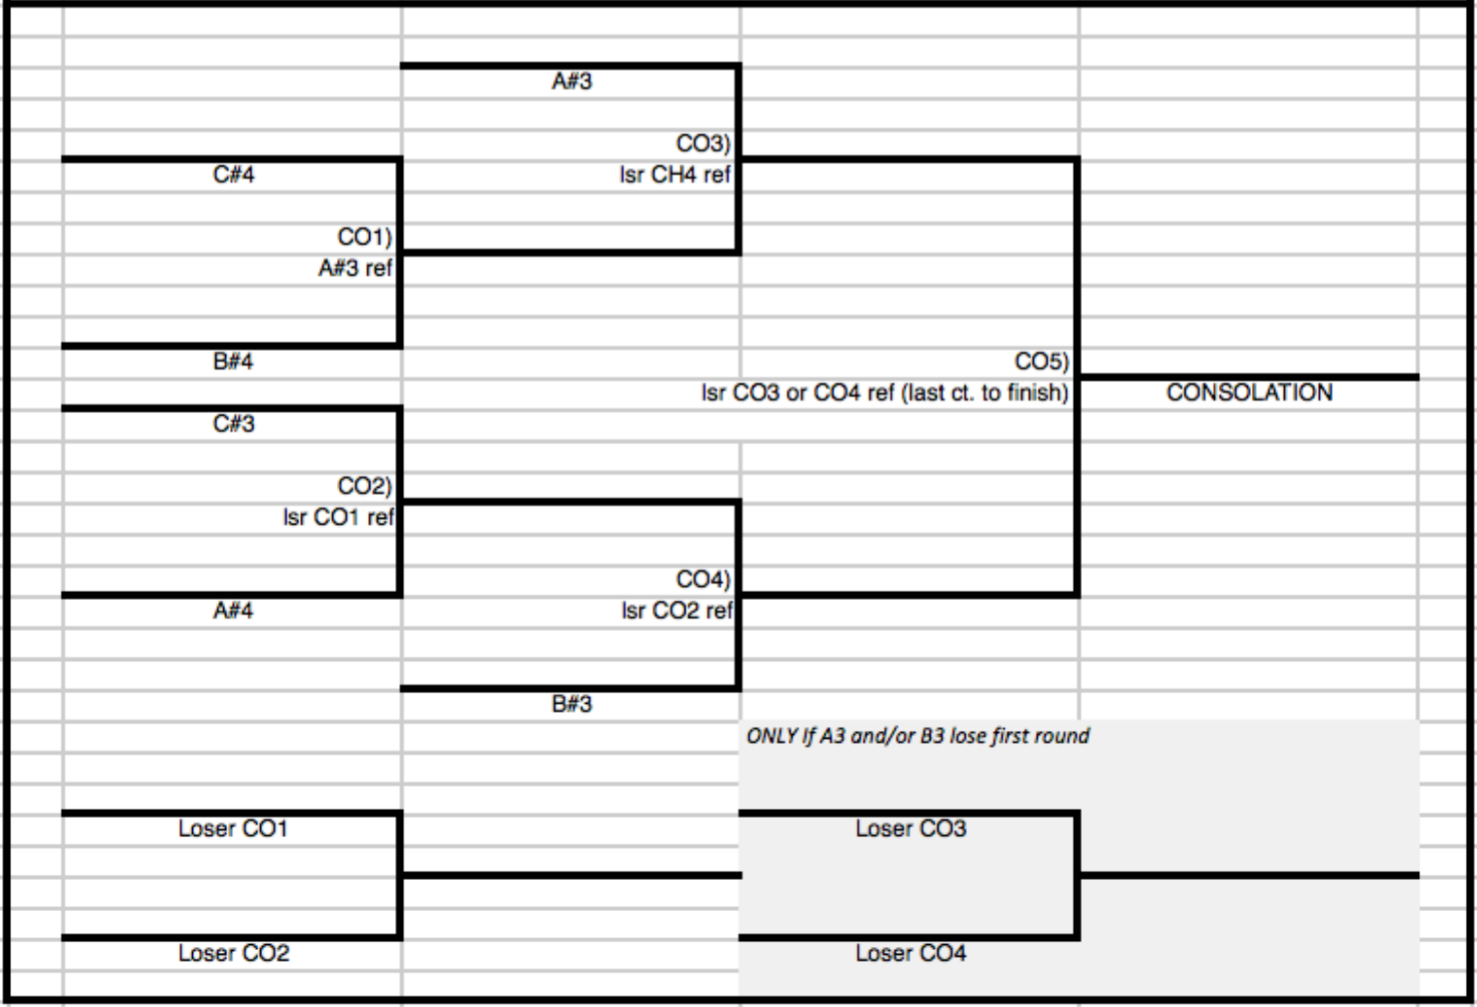 A#3
CO3)
lsr CH4 ref
C#4
CO1)
A#3 ref
B#4
CO5)
lsr CO3 or CO4 ref (last ct. to finish)
CONSOLATION
C#3
CO2)
lsr CO1 ref
A#4
CO4)
lsr CO2 ref
B#3
ONLY If A3 and/or B3 lose first round
Loser CO1
Loser CO3
Loser CO2
Loser CO4